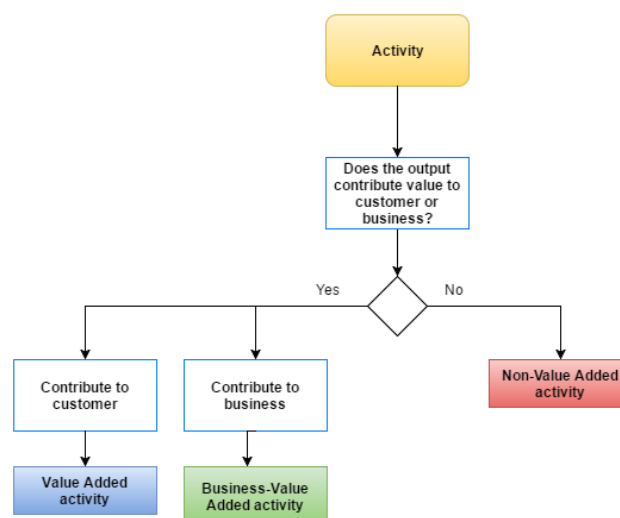 Activity
Does the output
contribute value to
customer or
business?
Yes
No
Contribute to
customer
Contribute to
business
Non-Value Added
activity
Value Added
activity
Business-Value
Added activity